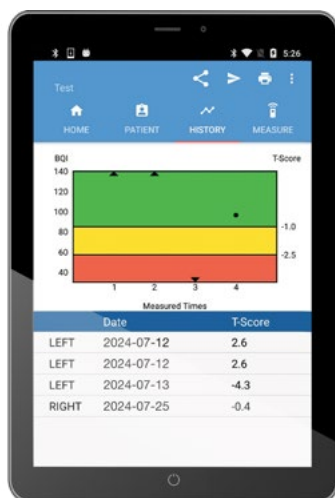 5:26
Test
HOME PATIENT HISTORY MEASURE
BQI T-Score
140
120
100
80
60
40
-1.0
-2.5
1 2 3 4
Measured Times
Date T-Score
LEFT 2024-07-12 2.6
LEFT 2024-07-12 2.6
LEFT 2024-07-13 -4.3
RIGHT 2024-07-25 -0.4